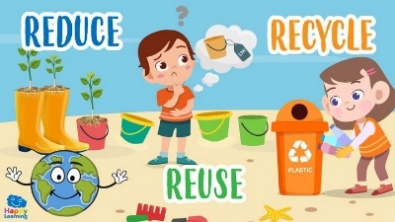 REDUCE
RECYCLE
?
PLASTIC
REUSE
Happy
Learning